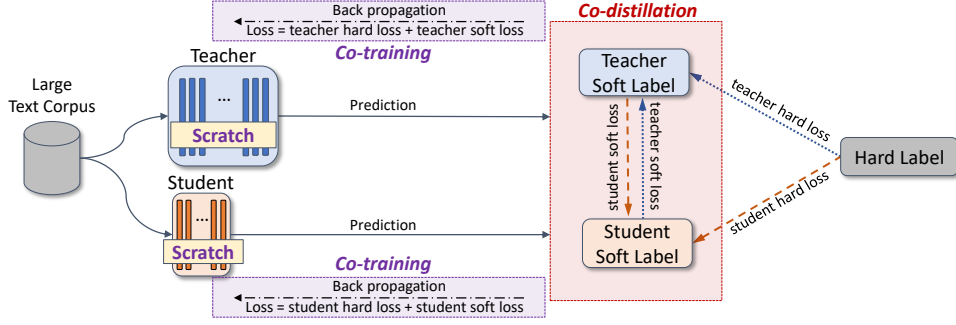 Back propagation
Loss = teacher hard loss + teacher soft loss
Co-training
Co-distillation
Large
Text Corpus
Teacher
...
Scratch
Prediction
Teacher
Soft Label
student soft loss
teacher soft loss
teacher hard loss
Hard Label
student hard loss
Student
...
Scratch
Prediction
Student
Soft Label
Co-training
Back propagation
Loss = student hard loss + student soft loss